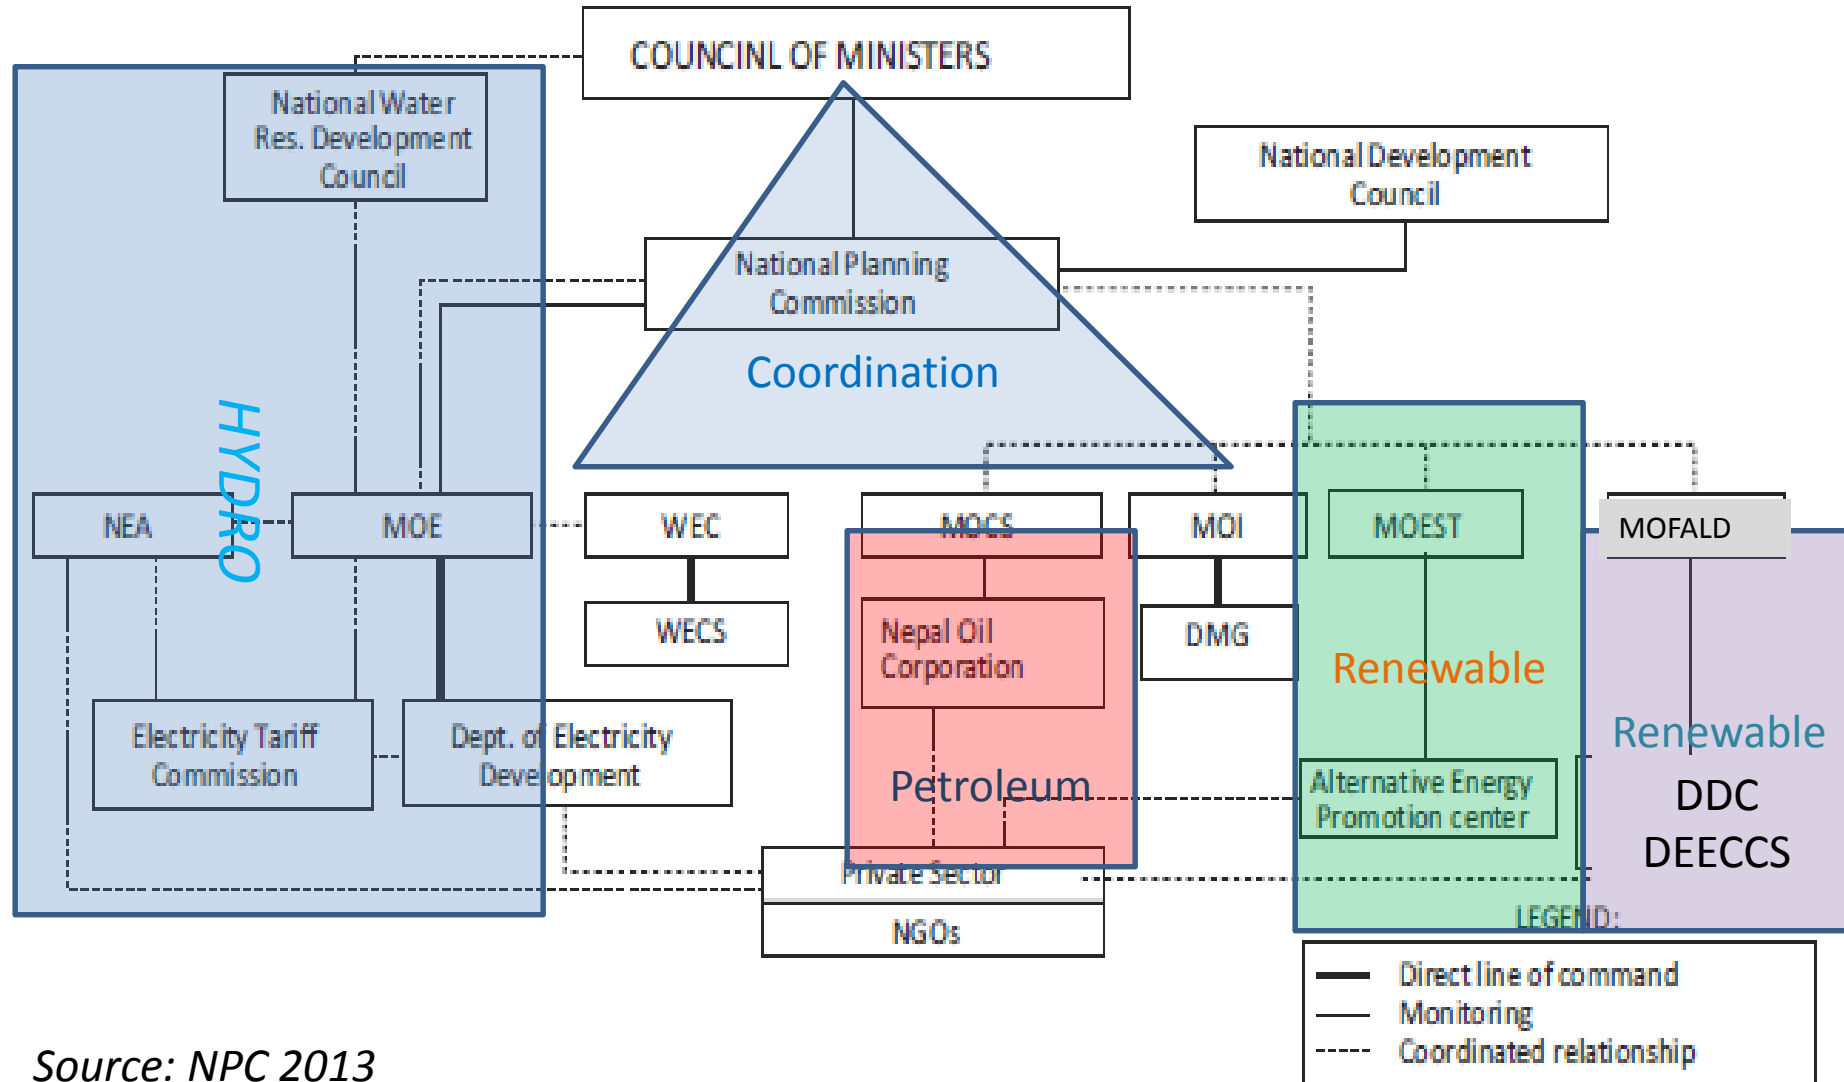 COUNCINL OF MINISTERS
National Water
Res. Development
Council
National Development
Council
National Planning
Commission
Coordination
HYDRO
NEA
MOE
WEC
MOCS
MOI
MOEST
MOFALD
WECS
Nepal Oil
Corporation
DMG
Renewable
Electricity Tariff
Commission
Dept. of Electricity
Development
Petroleum
Alternative Energy
Promotion center
Renewable
DDC
DEECCS
Private Sector
NGOs
LEGEND:
Direct line of command
Monitoring
Coordinated relationship
Source: NPC 2013